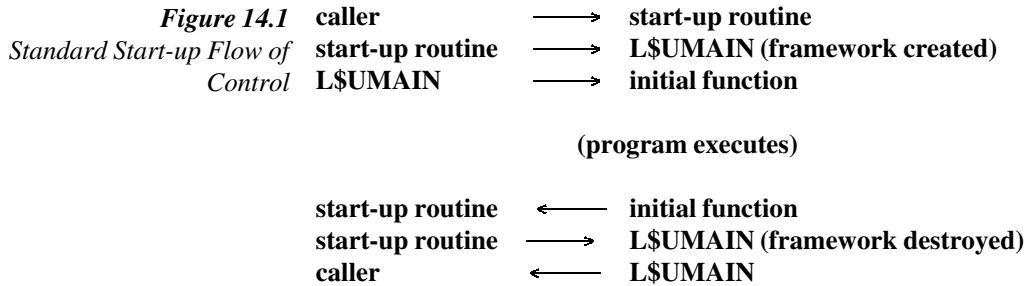 Figure 14.1
Standard Start-up Flow of
Control
caller → start-up routine
start-up routine → L$UMAIN (framework created)
L$UMAIN → initial function
(program executes)
start-up routine ← initial function
start-up routine → L$UMAIN (framework destroyed)
caller ← L$UMAIN